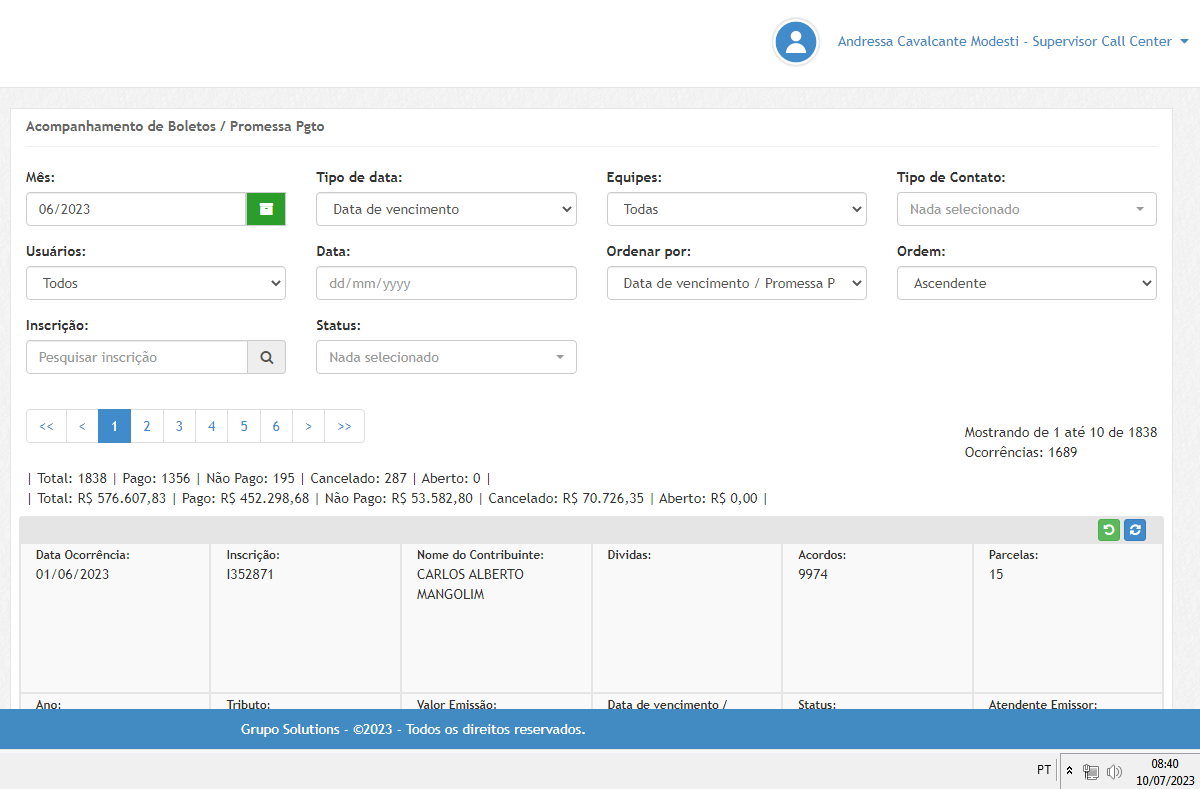 Andressa Cavalcante Modesti - Supervisor Call Center
Acompanhamento de Boletos / Promessa Pgto
Mês: Tipo de data: Equipes: Tipo de Contato:
06/2023 Data de vencimento Todas Nada selecionado
Usuários: Data: Ordenar por: Ordem:
Todos dd/mm/yyyy Data de vencimento / Promessa P Ascendente
Inscrição: Status:
Pesquisar inscrição Nada selecionado
<< < 1 2 3 4 5 6 > >>
Mostrando de 1 até 10 de 1838
Ocorrências: 1689
| Total: 1838 | Pago: 1356 | Não Pago: 195 | Cancelado: 287 | Aberto: 0 |
| Total: R$ 576.607,83 | Pago: R$ 452.298,68 | Não Pago: R$ 53.582,80 | Cancelado: R$ 70.726,35 | Aberto: R$ 0,00 |
Data Ocorrência: Inscrição: Nome do Contribuinte: Dividas: Acordos: Parcelas:
01/06/2023 I352871 CARLOS ALBERTO 9974 15
MANGOLIM
Ano: Tributo: Valor Emissão: Data de vencimento / Status: Atendente Emissor:
Grupo Solutions - ©2023 - Todos os direitos reservados.
PT 08:40
10/07/2023